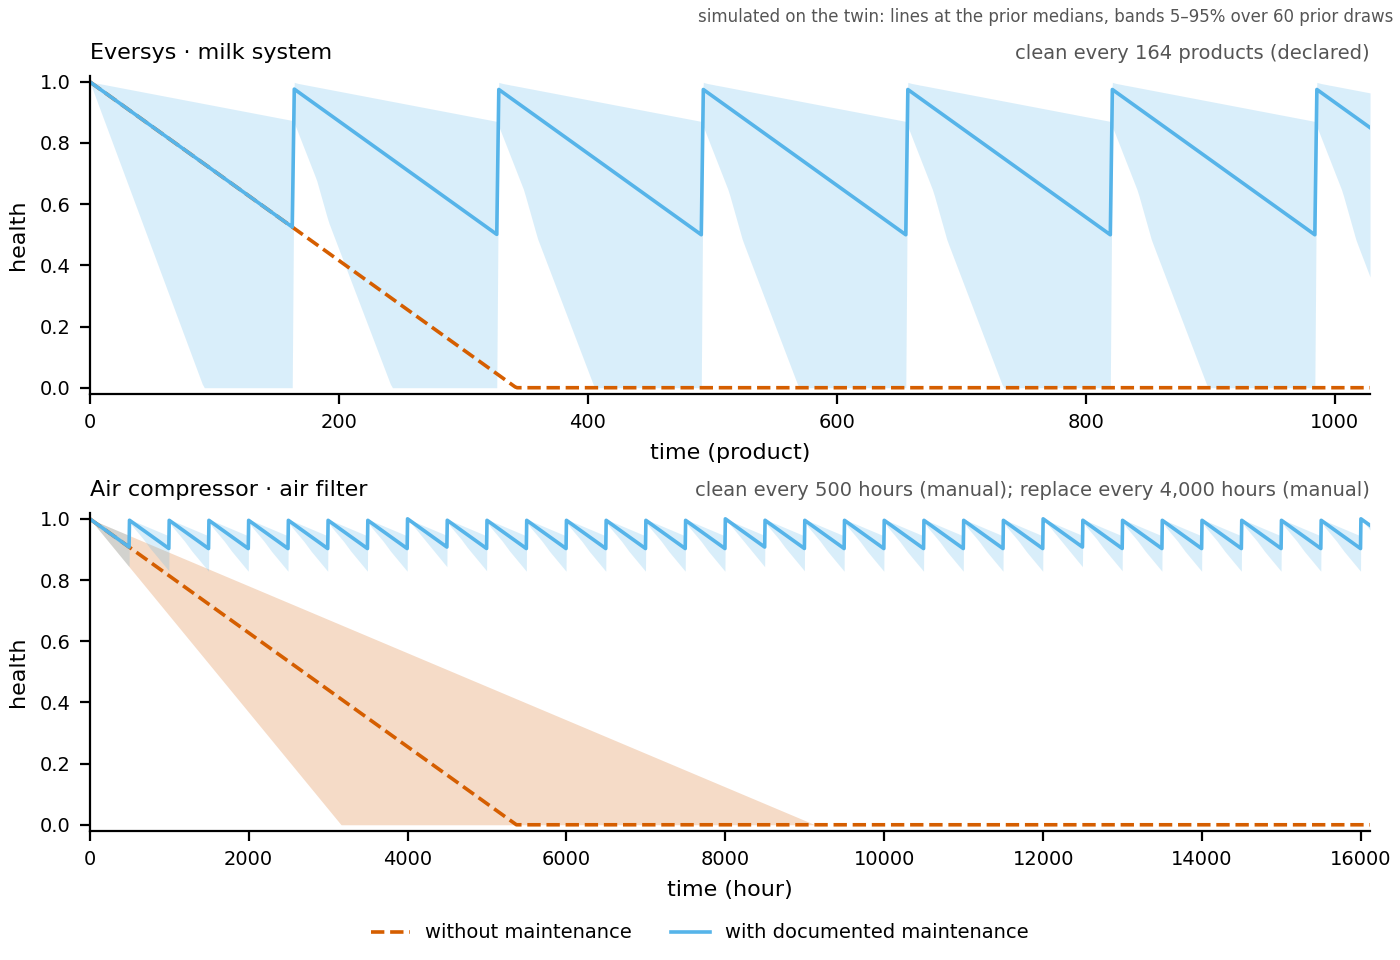 simulated on the twin: lines at the prior medians, bands 5–95% over 60 prior draws
Eversys · milk system
clean every 164 products (declared)
1.0
0.8
0.6
0.4
0.2
0.0
health
0 200 400 600 800 1000
time (product)
Air compressor · air filter
clean every 500 hours (manual); replace every 4,000 hours (manual)
1.0
0.8
0.6
0.4
0.2
0.0
health
0 2000 4000 6000 8000 10000 12000 14000 16000
time (hour)
without maintenance
with documented maintenance